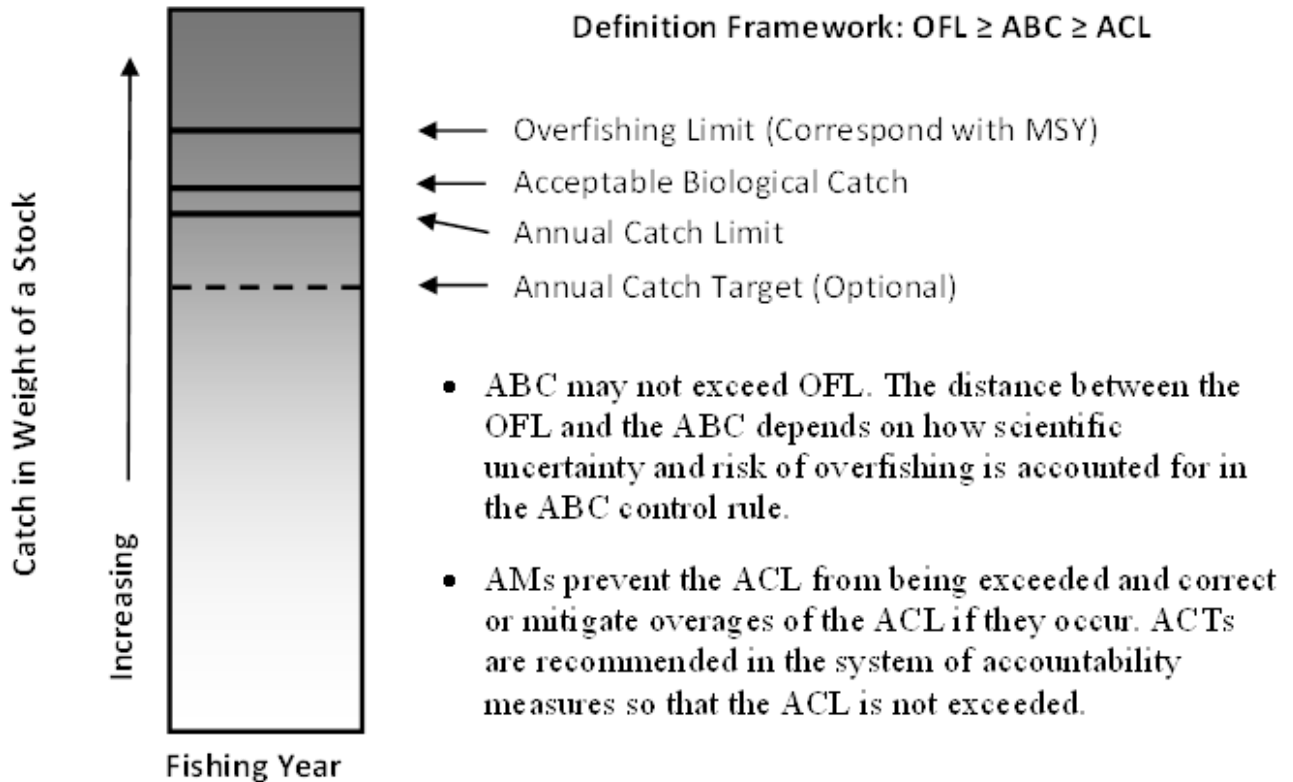 Definition Framework: OFL ≥ ABC ≥ ACL
Catch in Weight of a Stock
Increasing
Overfishing Limit (Correspond with MSY)
Acceptable Biological Catch
Annual Catch Limit
Annual Catch Target (Optional)
• ABC may not exceed OFL. The distance between the
OFL and the ABC depends on how scientific
uncertainty and risk of overfishing is accounted for in
the ABC control rule.
• AMs prevent the ACL from being exceeded and correct
or mitigate overages of the ACL if they occur. ACTs
are recommended in the system of accountability
measures so that the ACL is not exceeded.
Fishing Year